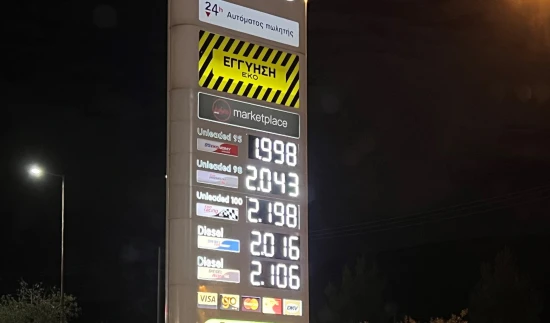 24h Αυτόματος πωλητής
ΕΓΓΥΗΣΗ
ΕΚΟ
marketplace
Unleaded 95
1.998
Unleaded 98
2.043
Unleaded 100
2.198
Diesel
2.016
Diesel
2.106
VISA